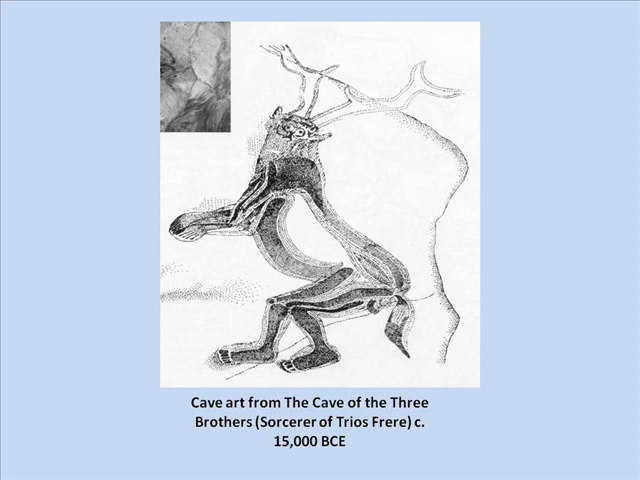 Cave art from The Cave of the Three
Brothers (Sorcerer of Trios Frere) c.
15,000 BCE